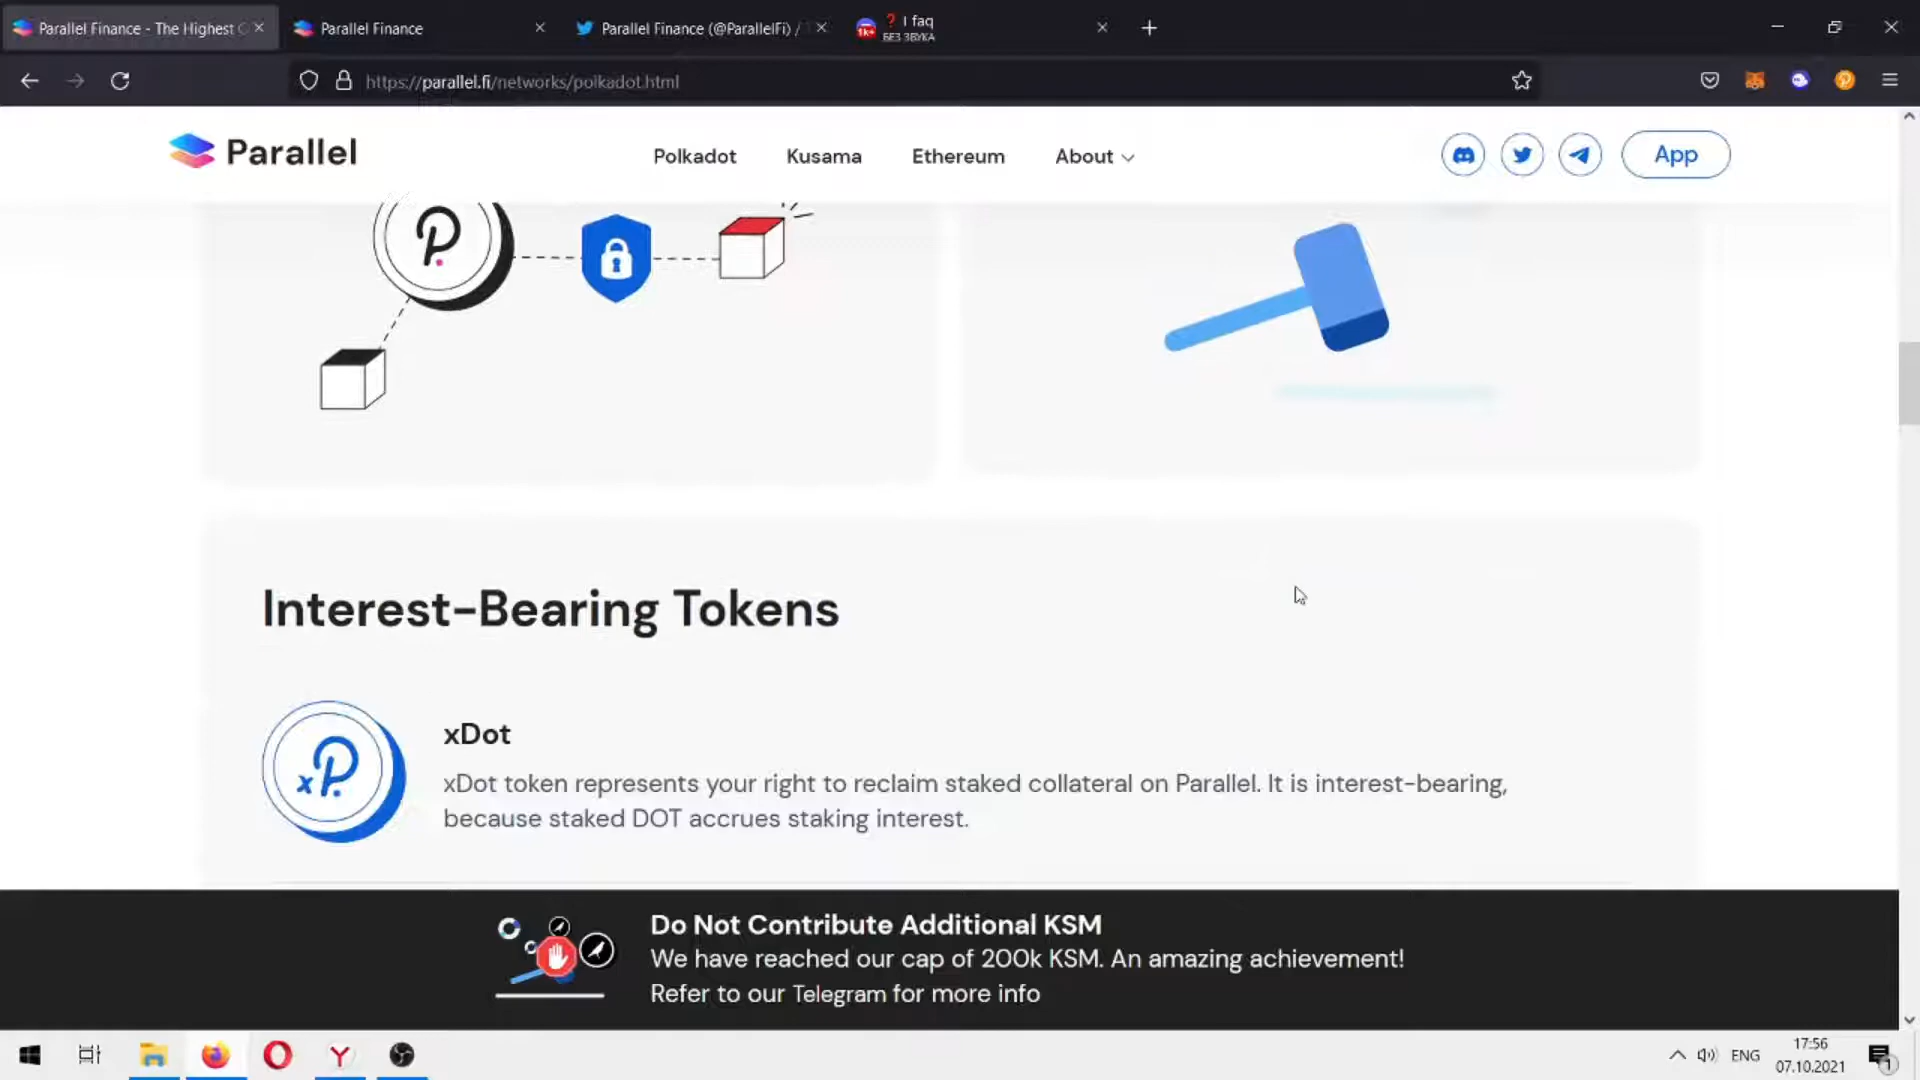 Parallel Finance - The Highest
Parallel Finance
Parallel Finance (@ParallelFi) /
1k+
❓ I faq
БЕЗ ЗВУКА
https://parallel.fi/networks/polkadot.html
Parallel
Polkadot
Kusama
Ethereum
About
App
Interest-Bearing Tokens
xDot
xDot token represents your right to reclaim staked collateral on Parallel. It is interest-bearing,
because staked DOT accrues staking interest.
Do Not Contribute Additional KSM
We have reached our cap of 200k KSM. An amazing achievement!
Refer to our Telegram for more info
ENG
17:56
07.10.2021
1